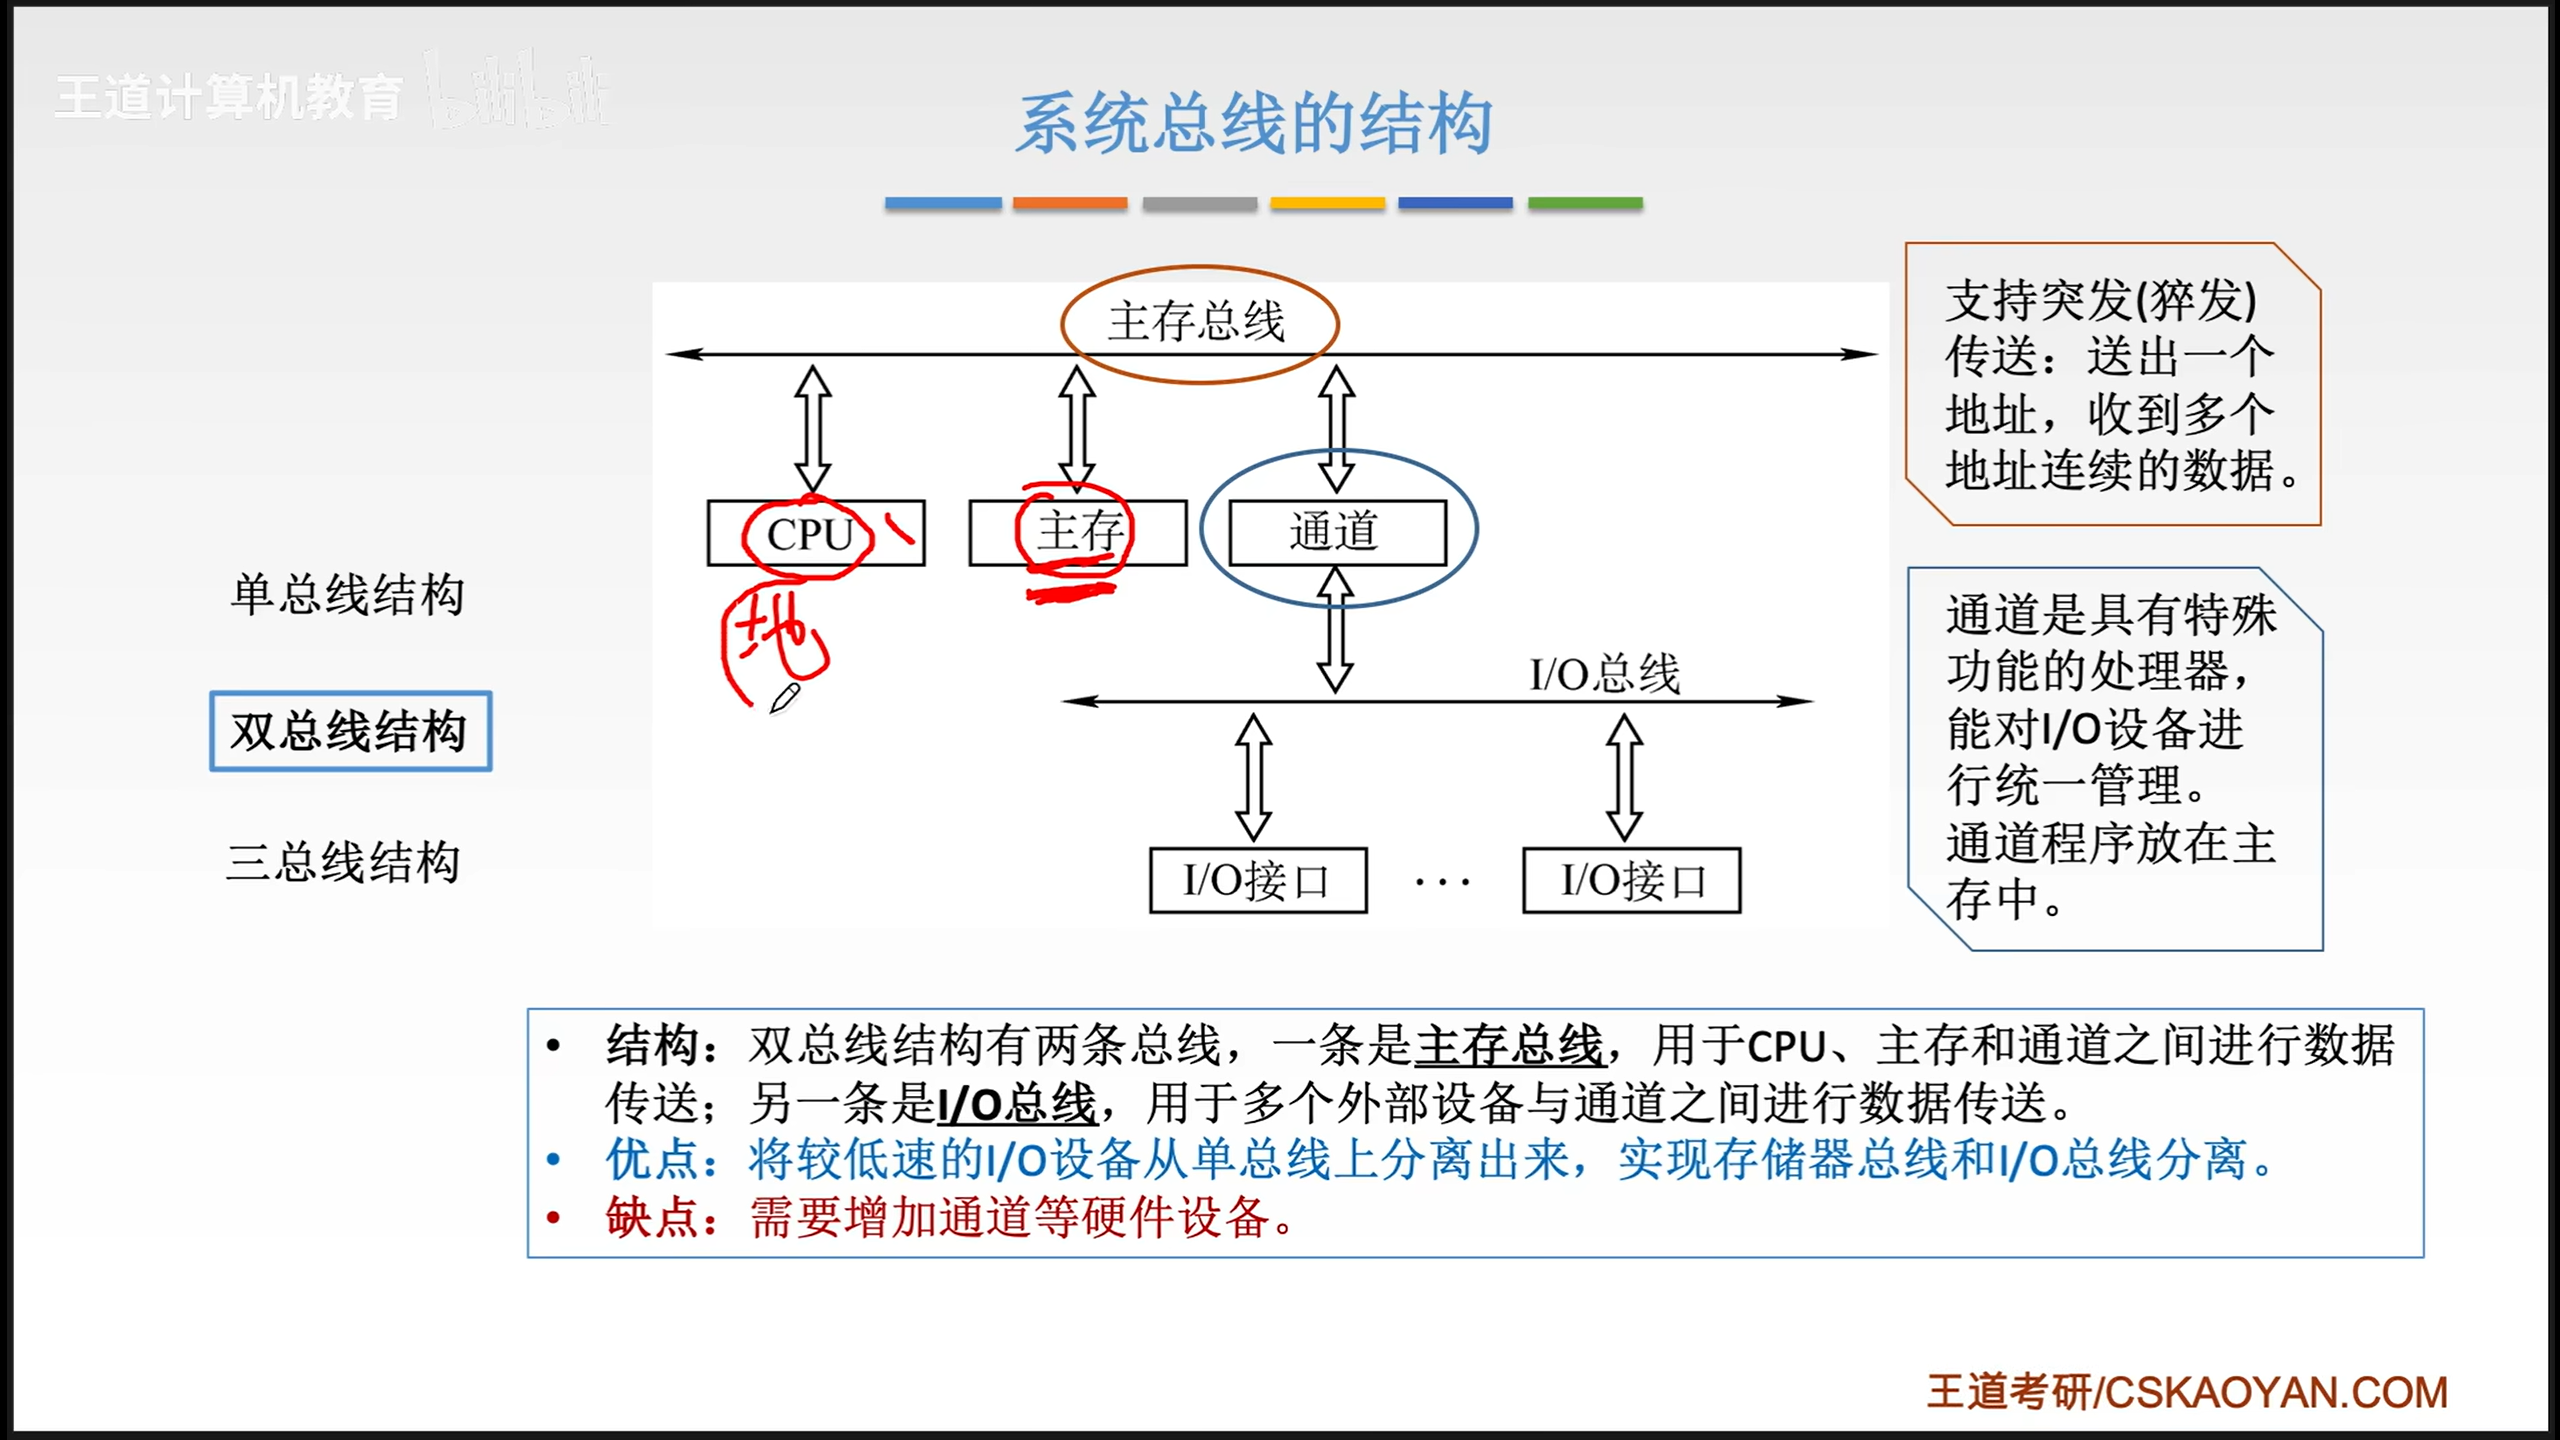 王道计算机教育 bilibili
系统总线的结构
主存总线
CPU
主存
通道
地
I/O总线
I/O接口
···
I/O接口
支持突发(猝发)
传送：送出一个
地址，收到多个
地址连续的数据。
通道是具有特殊
功能的处理器，
能对I/O设备进
行统一管理。
通道程序放在主
存中。
单总线结构
双总线结构
三总线结构
• 结构：双总线结构有两条总线，一条是主存总线，用于CPU、主存和通道之间进行数据
传送；另一条是I/O总线，用于多个外部设备与通道之间进行数据传送。
• 优点：将较低速的I/O设备从单总线上分离出来，实现存储器总线和I/O总线分离。
• 缺点：需要增加通道等硬件设备。
王道考研/CSKAOYAN.COM